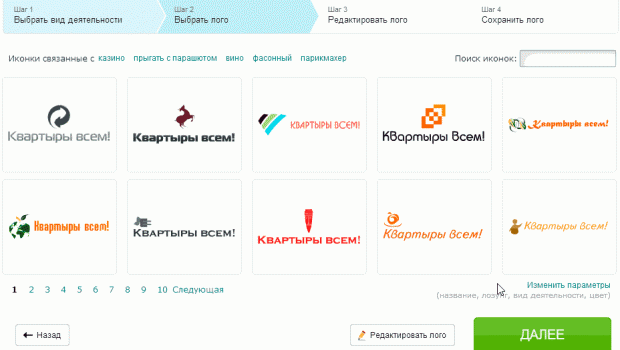 Шаг 1 Шаг 2 Шаг 3 Шаг 4
Выбрать вид деятельности Выбрать лого Редактировать лого Сохранить лого
Иконки связанные с казино прыгать с парашютом вино фасонный парикмахер Поиск иконок:
Квартыры всем! Квартыры всем! Квартыры всем! Квартыры всем! Квартыры всем!
Квартыры всем! Квартыры всем! Квартыры всем! Квартыры всем! Квартыры всем!
1 2 3 4 5 6 7 8 9 10 Следующая Изменить параметры
(название, лозунг, вид деятельности, цвет)
Назад Редактировать лого ДАЛЕЕ